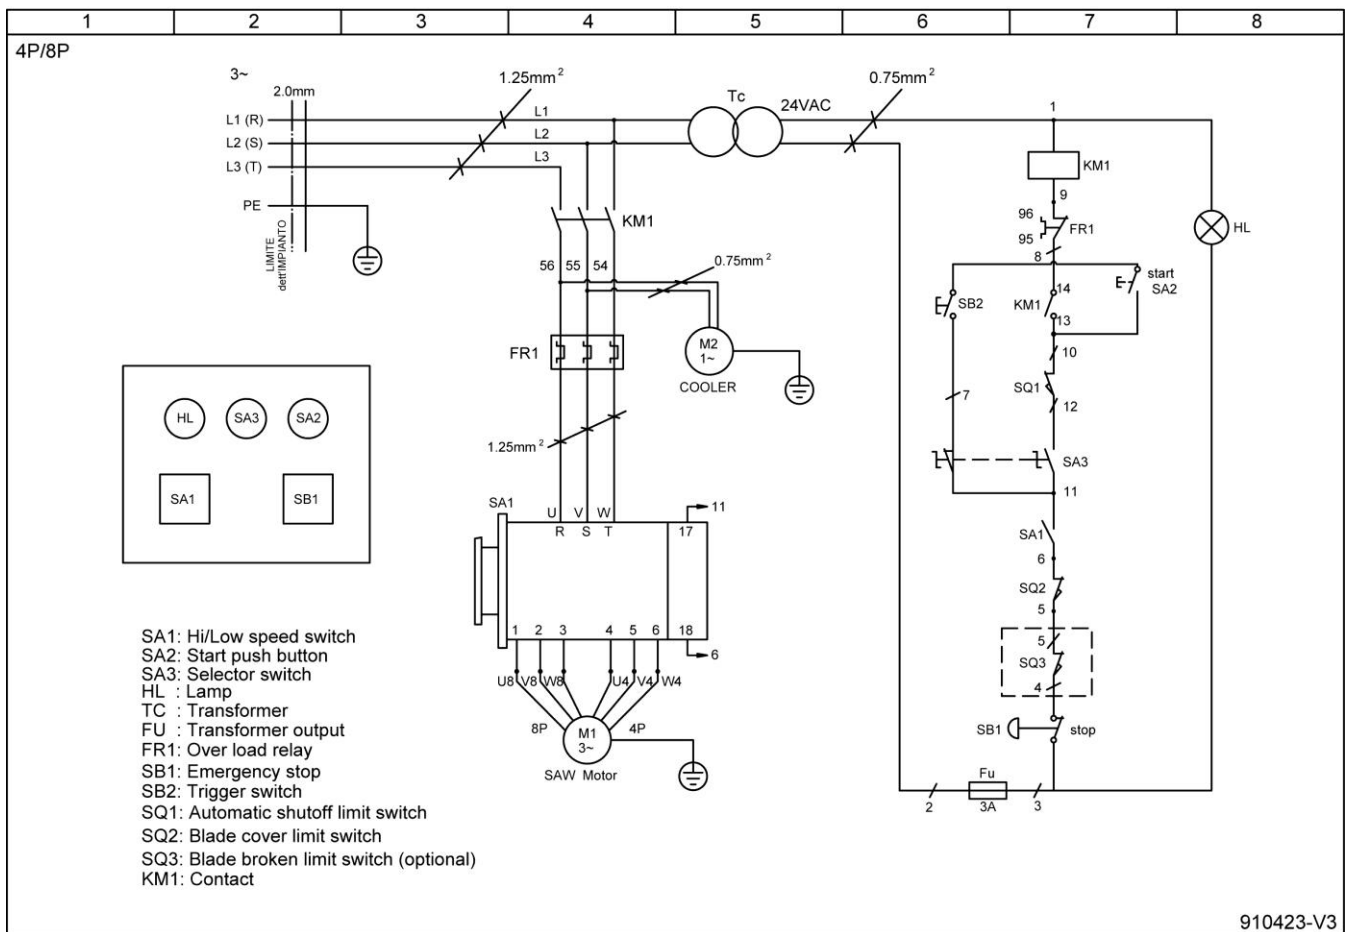 1 2 3 4 5 6 7 8
4P/8P
3~
2.0mm
L1 (R)
L2 (S)
L3 (T)
PE
LIMITE
dett'IMPIANTO
1.25mm²
L1
L2
L3
Tc
24VAC
0.75mm²
KM1
56 55 54
0.75mm²
FR1
M2
1~
COOLER
1.25mm²
SA1
U V W
R S T
17
11
1 2 3 4 5 6 18
6
U8 V8 W8 U4 V4 W4
8P
4P
M1
3~
SAW Motor
1
KM1
9
96
95
FR1
8
HL
SB2
14
KM1
13
start
SA2
10
SQ1
12
7
SA3
11
SA1
6
SQ2
5
5
SQ3
4
SB1
stop
Fu
2
3A
3
HL SA3 SA2
SA1 SB1
SA1: Hi/Low speed switch
SA2: Start push button
SA3: Selector switch
HL : Lamp
TC : Transformer
FU : Transformer output
FR1: Over load relay
SB1: Emergency stop
SB2: Trigger switch
SQ1: Automatic shutoff limit switch
SQ2: Blade cover limit switch
SQ3: Blade broken limit switch (optional)
KM1: Contact
910423-V3